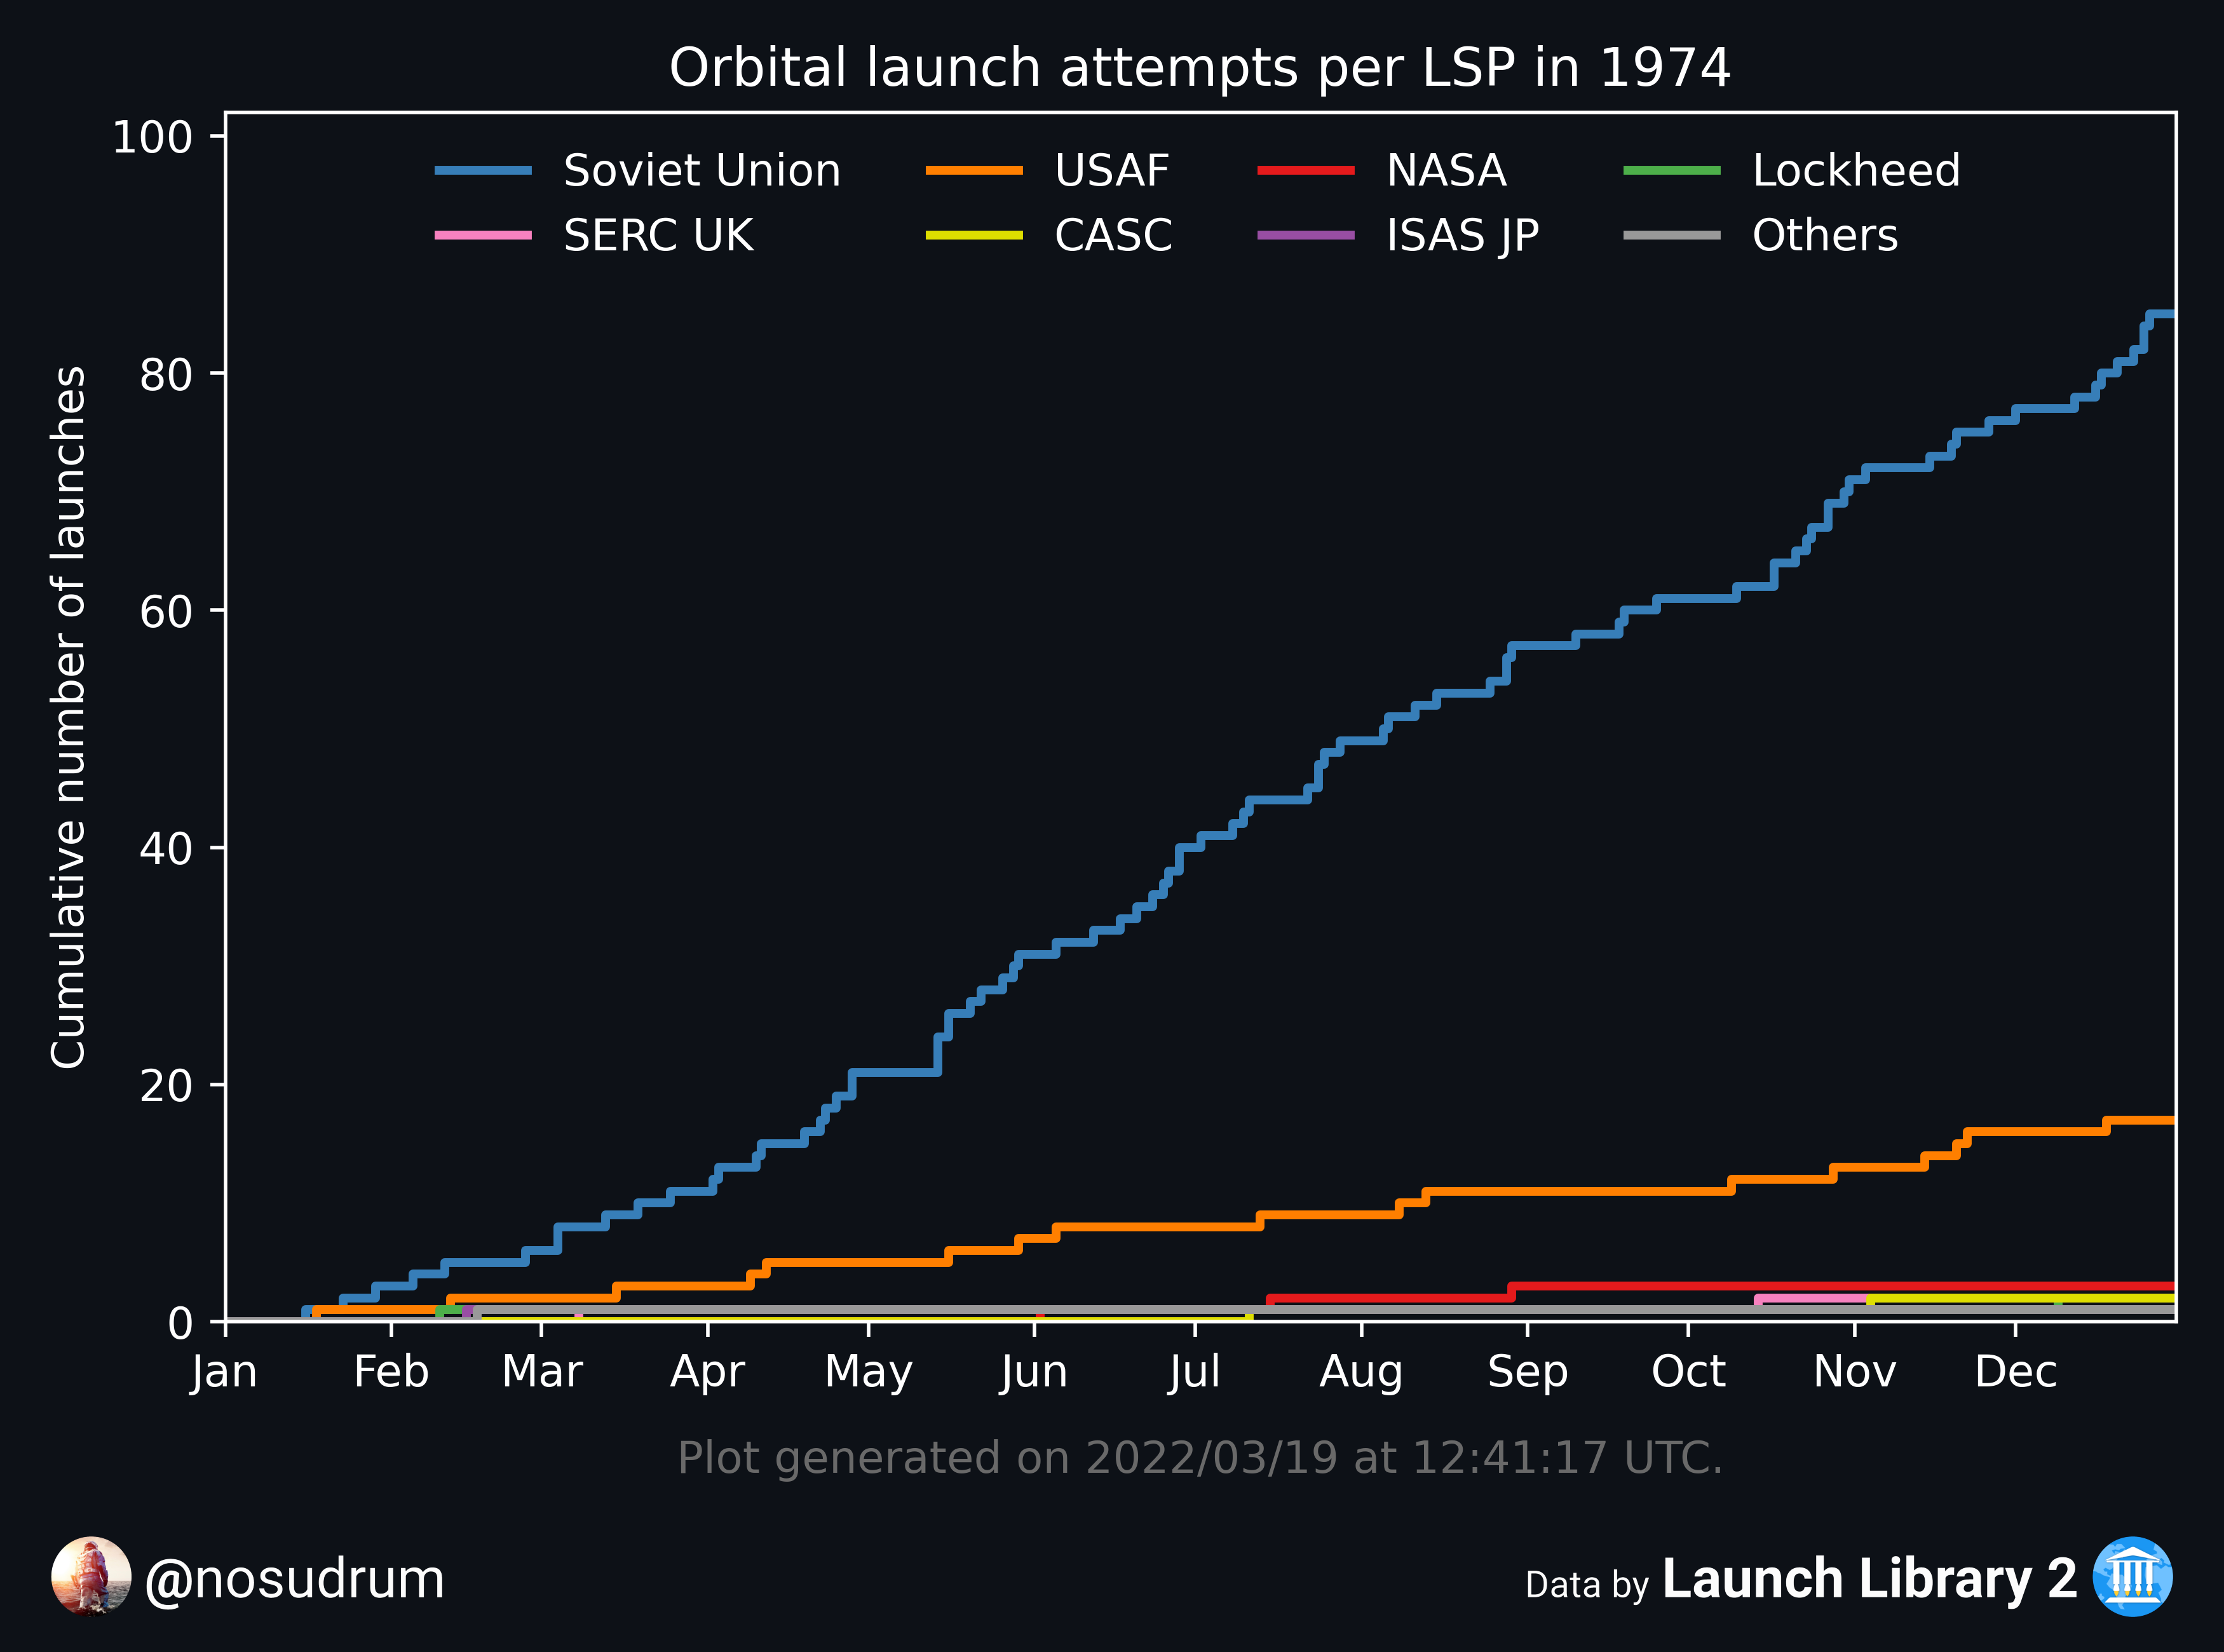 Orbital launch attempts per LSP in 1974
Soviet Union USAF NASA Lockheed
SERC UK CASC ISAS JP Others
Cumulative number of launches
100
80
60
40
20
0
Jan Feb Mar Apr May Jun Jul Aug Sep Oct Nov Dec
Plot generated on 2022/03/19 at 12:41:17 UTC.
@nosudrum
Data by Launch Library 2